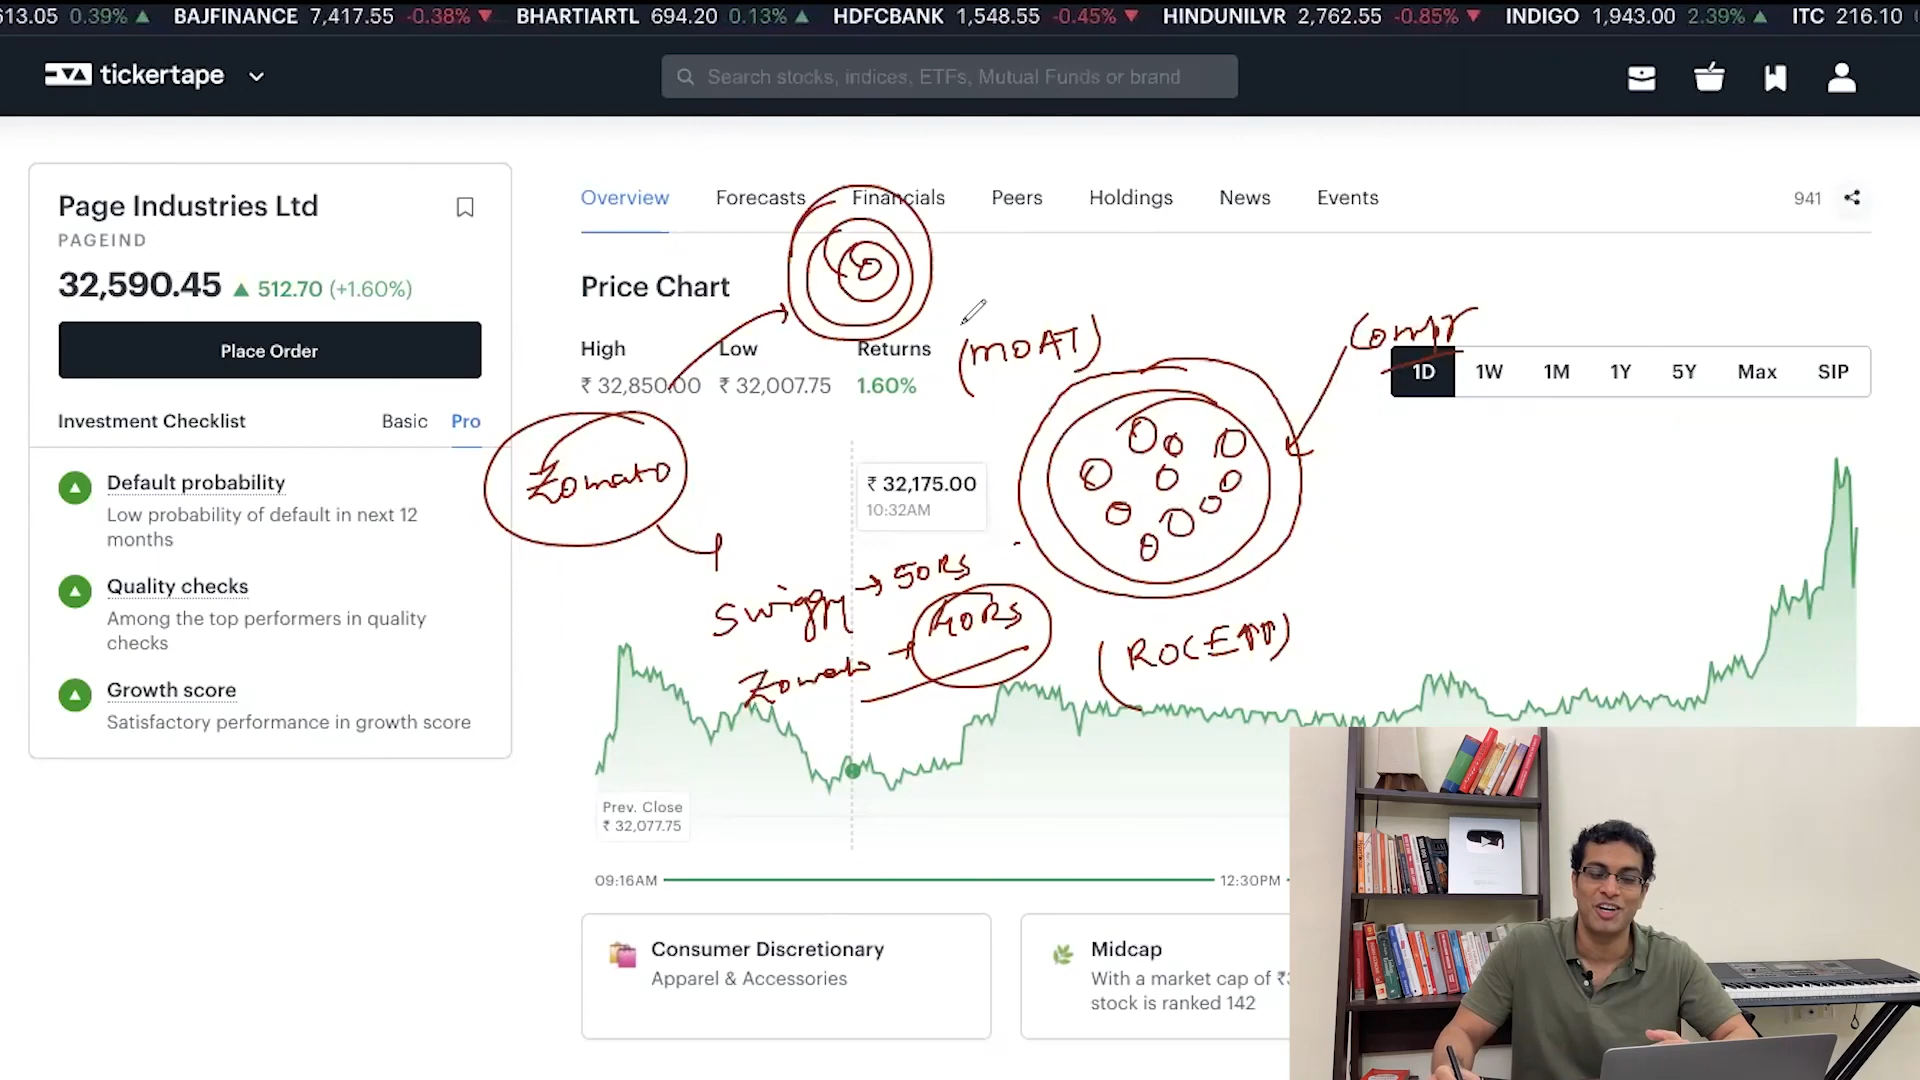 613.05 0.39% ▲ BAJFINANCE 7,417.55 -0.38% ▼ BHARTIARTL 694.20 0.13% ▲ HDFCBANK 1,548.55 -0.45% ▼ HINDUNILVR 2,762.55 -0.85% ▼ INDIGO 1,943.00 2.39% ▲ ITC 216.10
tickertape
Search stocks, indices, ETFs, Mutual Funds or brand
Page Industries Ltd
PAGEIND
32,590.45 ▲ 512.70 (+1.60%)
Place Order
Investment Checklist Basic Pro
Default probability
Low probability of default in next 12
months
Quality checks
Among the top performers in quality
checks
Growth score
Satisfactory performance in growth score
Overview Forecasts Financials Peers Holdings News Events
941
Price Chart
High Low Returns
₹ 32,850.00 ₹ 32,007.75 1.60%
(MOAT)
Compr
1D 1W 1M 1Y 5Y Max SIP
Zomato
₹ 32,175.00
10:32AM
Swiggy → 50 Rs
Zomato → 40 Rs
(ROCE↑↑)
Prev. Close
₹ 32,077.75
09:16AM 12:30PM
Consumer Discretionary
Apparel & Accessories
Midcap
With a market cap of ₹
stock is ranked 142